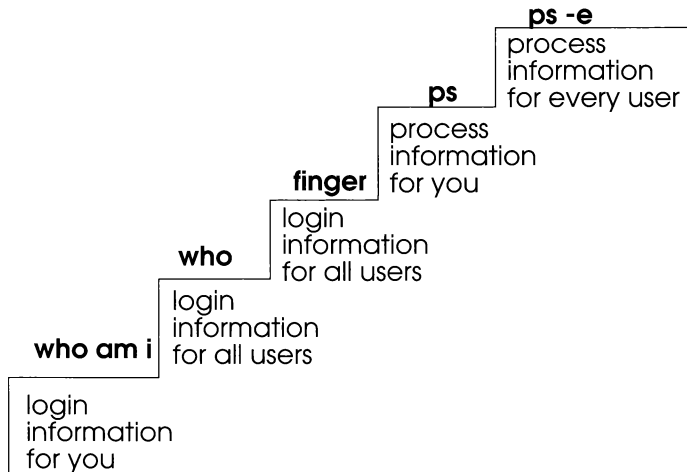 ps -e
process
information
for every user
ps
process
information
for you
finger
login
information
for all users
who
login
information
for all users
who am i
login
information
for you